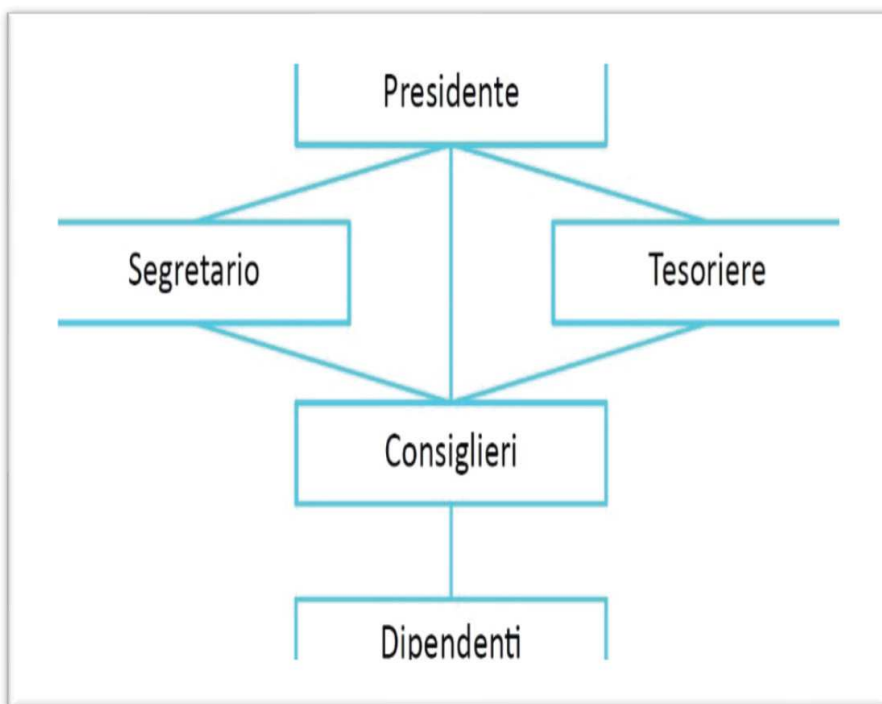 Presidente
Segretario
Tesoriere
Consiglieri
Dipendenti